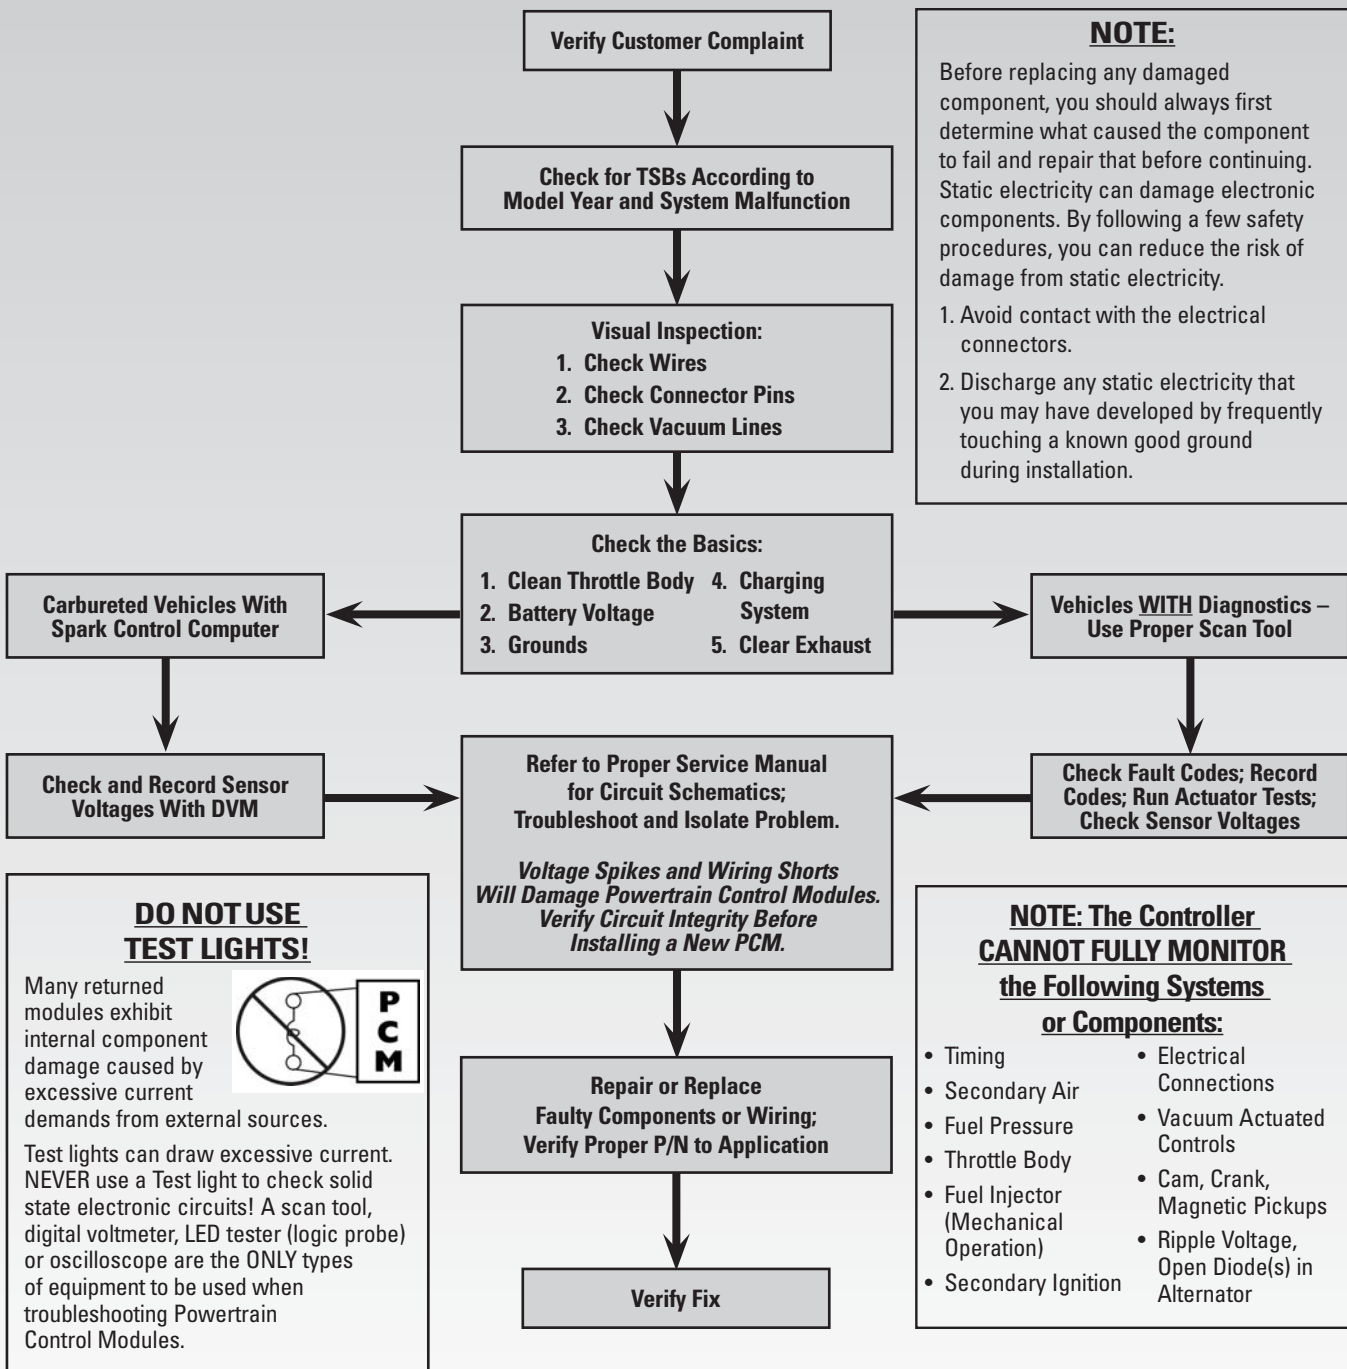 Verify Customer Complaint
Check for TSBs According to
Model Year and System Malfunction
Visual Inspection:
1. Check Wires
2. Check Connector Pins
3. Check Vacuum Lines
NOTE:
Before replacing any damaged
component, you should always first
determine what caused the component
to fail and repair that before continuing.
Static electricity can damage electronic
components. By following a few safety
procedures, you can reduce the risk of
damage from static electricity.
1. Avoid contact with the electrical
connectors.
2. Discharge any static electricity that
you may have developed by frequently
touching a known good ground
during installation.
Check the Basics:
1. Clean Throttle Body
2. Battery Voltage
3. Grounds
4. Charging
System
5. Clear Exhaust
Carbureted Vehicles With
Spark Control Computer
Vehicles WITH Diagnostics –
Use Proper Scan Tool
Check and Record Sensor
Voltages With DVM
Refer to Proper Service Manual
for Circuit Schematics;
Troubleshoot and Isolate Problem.
Voltage Spikes and Wiring Shorts
Will Damage Powertrain Control Modules.
Verify Circuit Integrity Before
Installing a New PCM.
Check Fault Codes; Record
Codes; Run Actuator Tests;
Check Sensor Voltages
DO NOT USE
TEST LIGHTS!
Many returned
modules exhibit
internal component
damage caused by
excessive current
demands from external sources.
P
C
M
Test lights can draw excessive current.
NEVER use a Test light to check solid
state electronic circuits! A scan tool,
digital voltmeter, LED tester (logic probe)
or oscilloscope are the ONLY types
of equipment to be used when
troubleshooting Powertrain
Control Modules.
Repair or Replace
Faulty Components or Wiring;
Verify Proper P/N to Application
Verify Fix
NOTE: The Controller
CANNOT FULLY MONITOR
the Following Systems
or Components:
• Timing
• Secondary Air
• Fuel Pressure
• Throttle Body
• Fuel Injector
(Mechanical
Operation)
• Secondary Ignition
• Electrical
Connections
• Vacuum Actuated
Controls
• Cam, Crank,
Magnetic Pickups
• Ripple Voltage,
Open Diode(s) in
Alternator